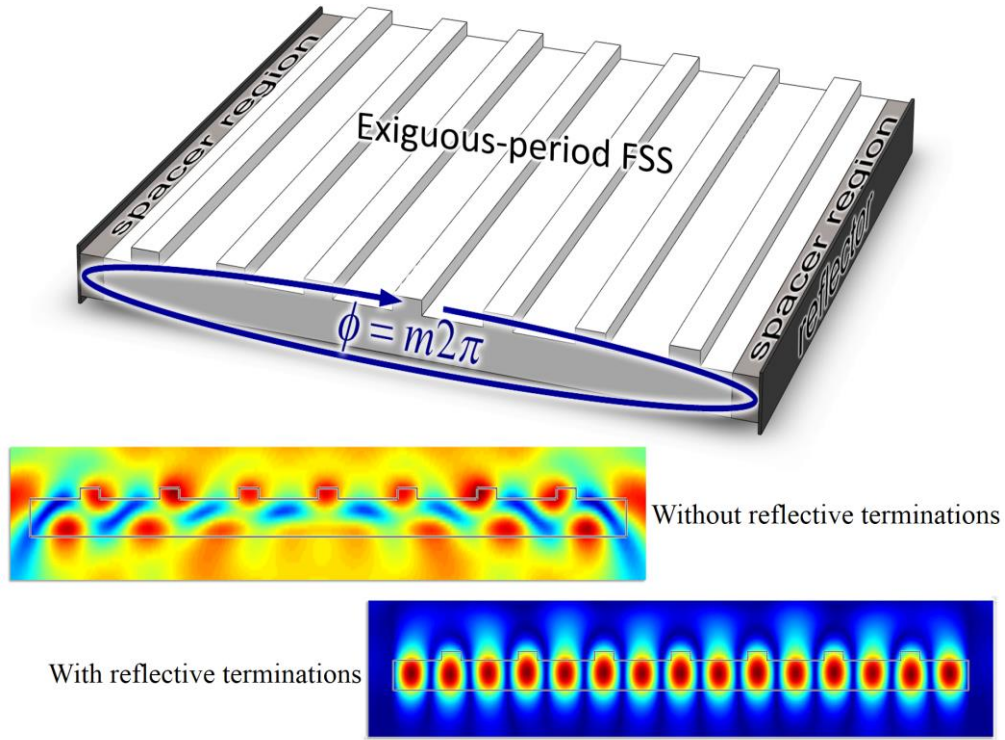 spacer region
Exiguous-period FSS
spacer region
reflector
ϕ = m2π
Without reflective terminations
With reflective terminations